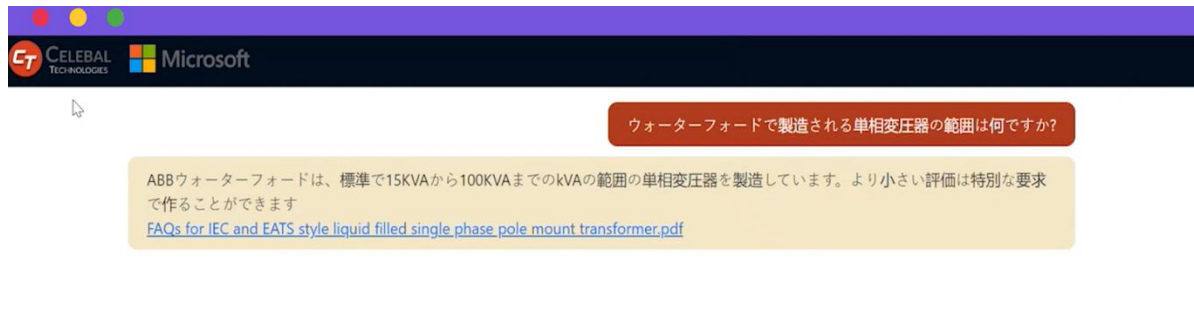 CELEBAL
TECHNOLOGIES
Microsoft
ウォーターフォードで製造される単相変圧器の範囲は何ですか?
ABBウォーターフォードは、標準で15KVAから100KVAまでのkVAの範囲の単相変圧器を製造しています。より小さい評価は特別な要求
で作ることができます
FAQs for IEC and EATS style liquid filled single phase pole mount transformer.pdf